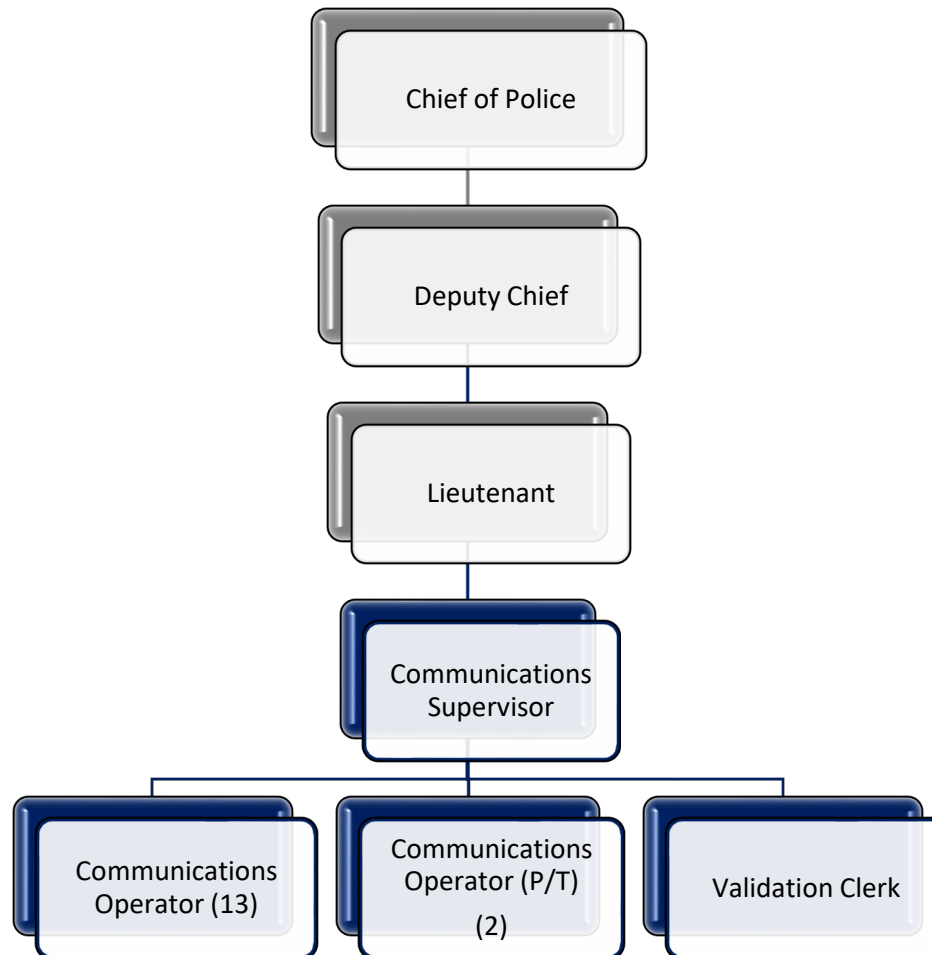 Chief of Police
Deputy Chief
Lieutenant
Communications
Supervisor
Communications
Operator (13)
Communications
Operator (P/T)
(2)
Validation Clerk